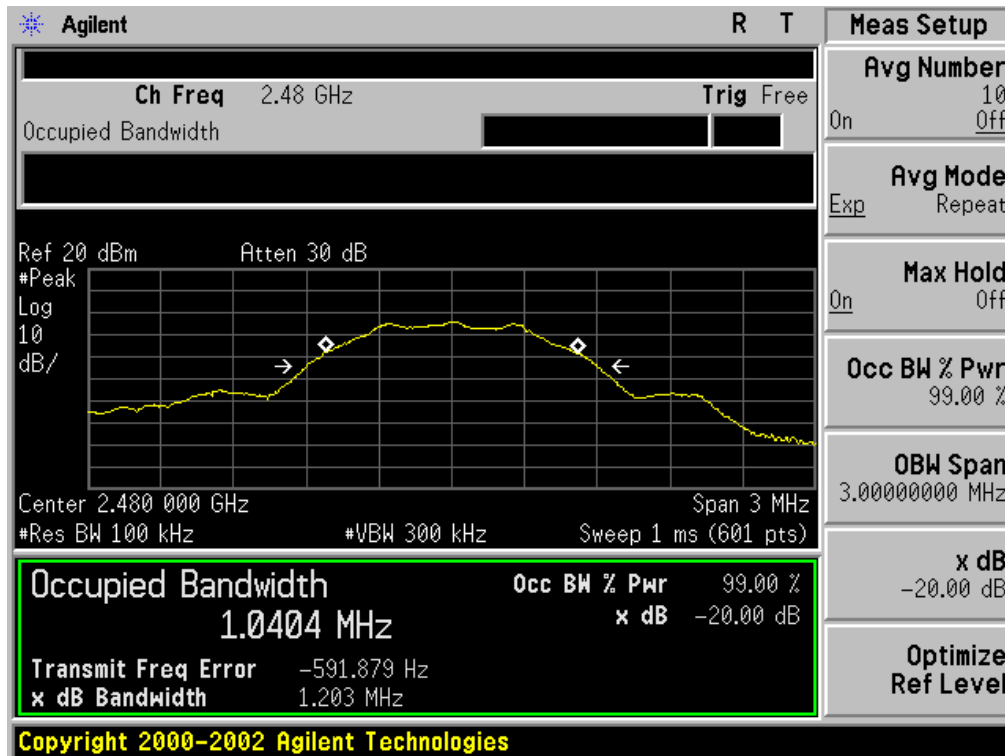 Agilent R T
Ch Freq 2.48 GHz Trig Free
Occupied Bandwidth
Ref 20 dBm Atten 30 dB
#Peak
Log
10
dB/
Center 2.480 000 GHz Span 3 MHz
#Res BW 100 kHz #VBW 300 kHz Sweep 1 ms (601 pts)
Occupied Bandwidth
1.0404 MHz
Occ BW % Pwr 99.00 %
x dB -20.00 dB
Transmit Freq Error -591.879 Hz
x dB Bandwidth 1.203 MHz
Copyright 2000-2002 Agilent Technologies
Meas Setup
Avg Number
10
On Off
Avg Mode
Exp Repeat
Max Hold
On Off
Occ BW % Pwr
99.00 %
OBW Span
3.00000000 MHz
x dB
-20.00 dB
Optimize
Ref Level